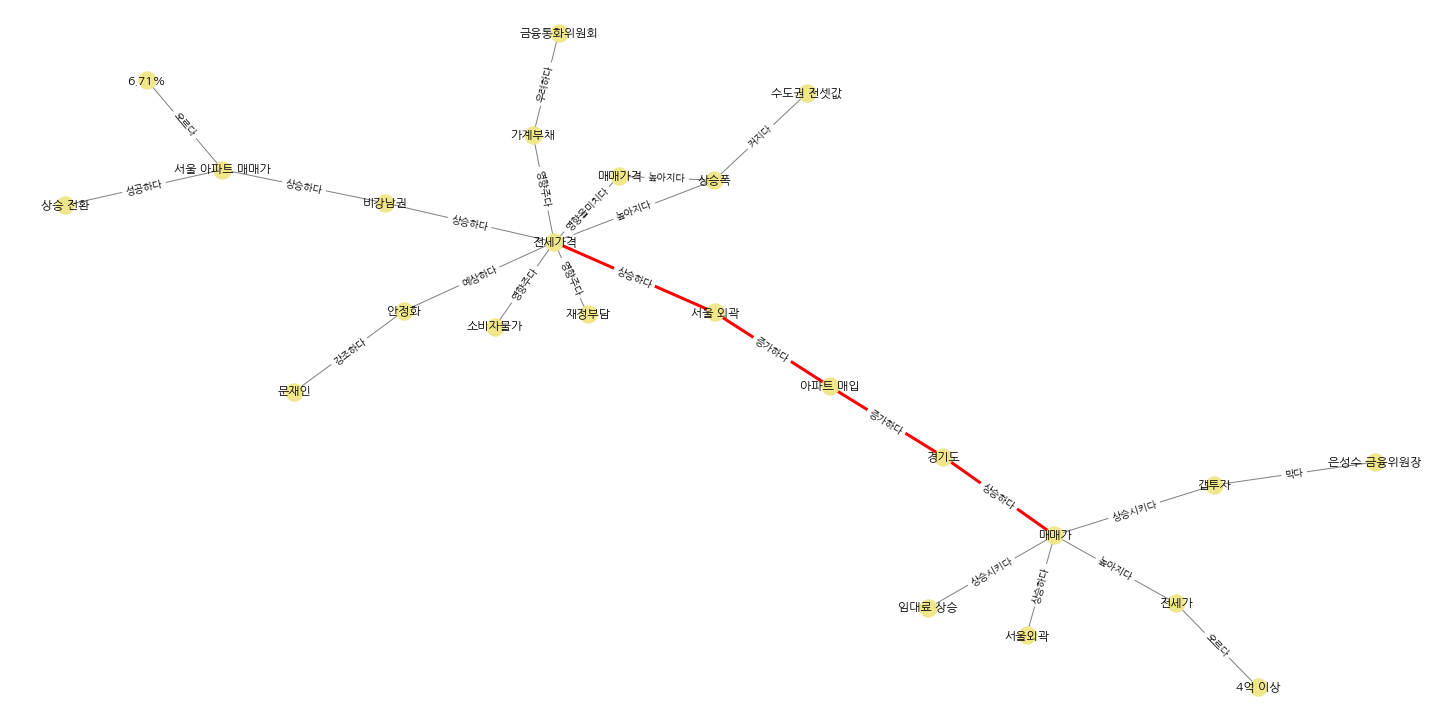 금융통화위원회
우려하다
6.71%
수도권 전셋값
오르다
커지다
가계부채
서울 아파트 매매가
성공하다
상승하다
영향주다
매매가격
높아지다
상승폭
상승 전환
비강남권
영향을미치다
높아지다
상승하다
전세가격
예상하다
영향주다
영향주다
상승하다
안정화
소비자물가
재정부담
서울 외곽
강조하다
증가하다
문재인
아파트 매입
증가하다
경기도
은성수 금융위원장
막다
갭투자
상승하다
상승시키다
매매가
상승시키다
상승하다
높아지다
임대료 상승
전세가
서울외곽
오르다
4억 이상